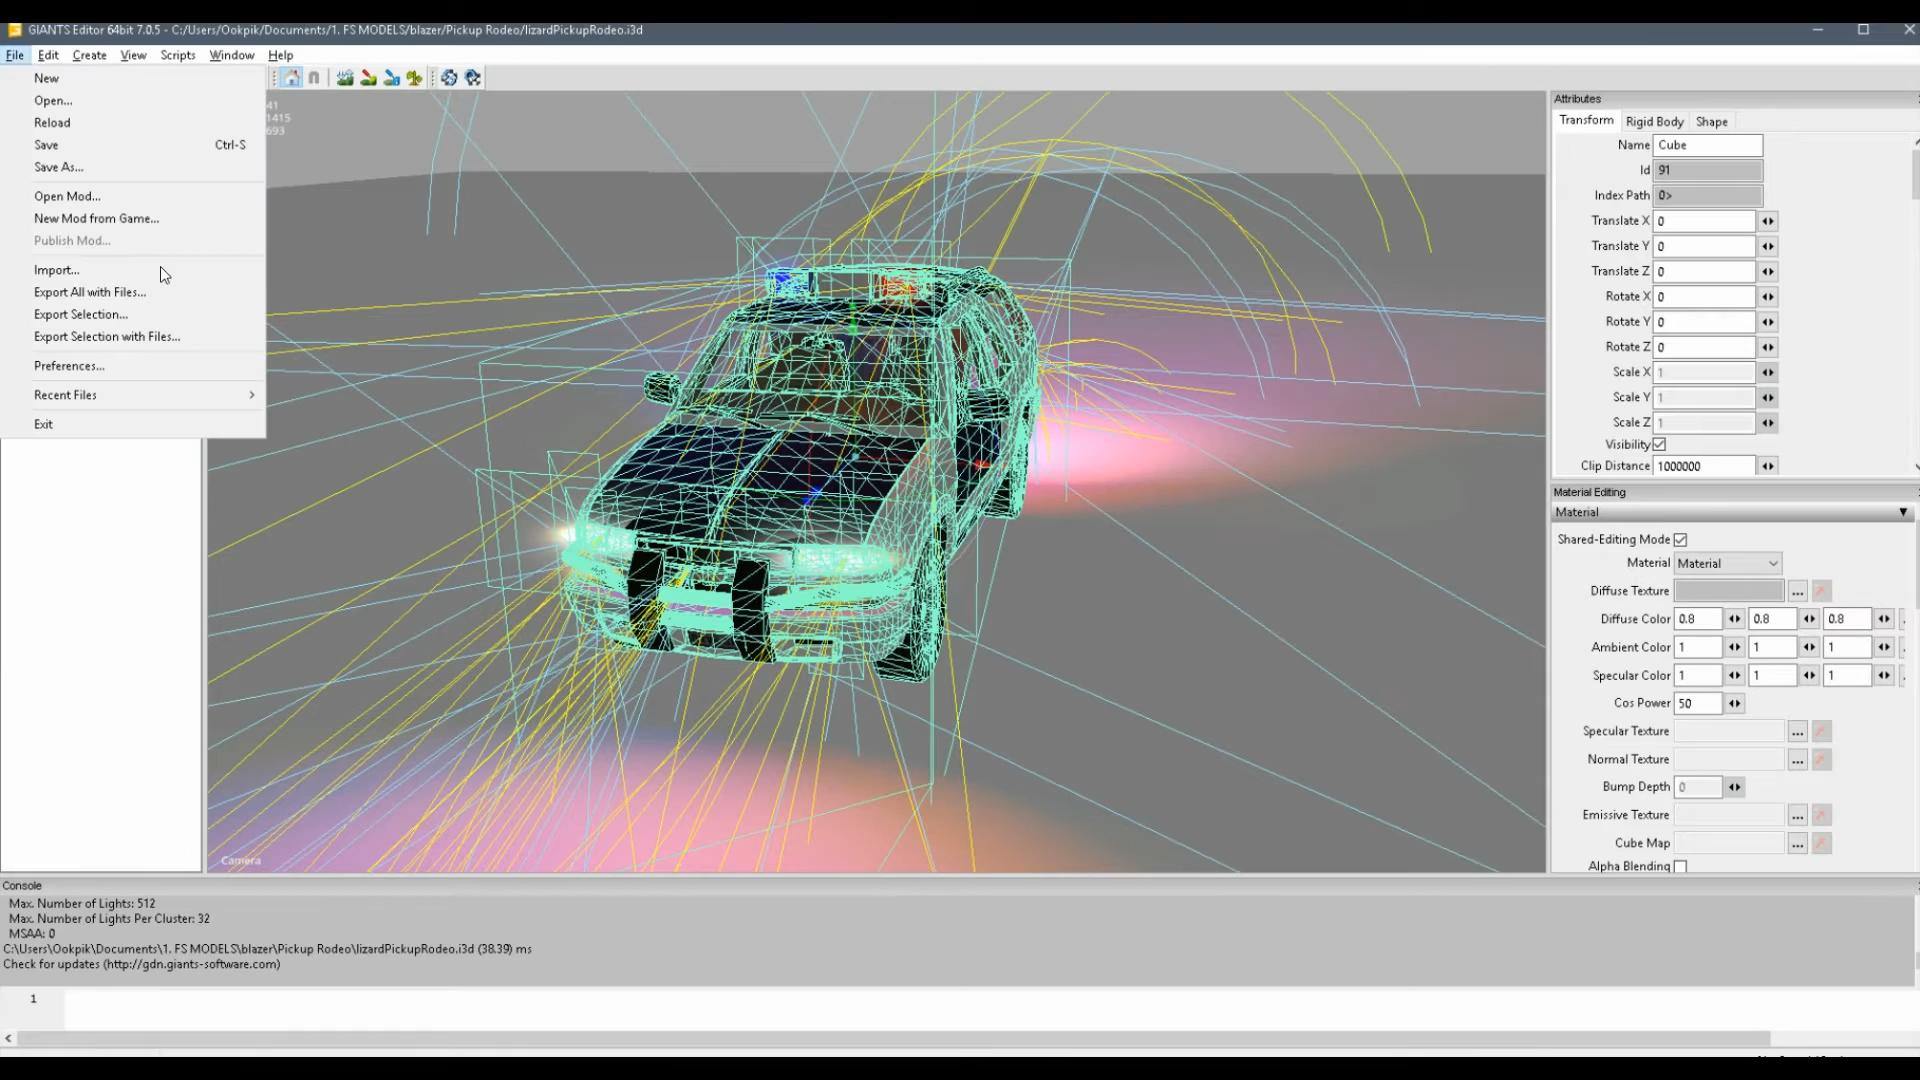 GIANTS Editor 64bit 7.0.5 - C:/Users/Ookpik/Documents/1. FS MODELS/blazer/Pickup Rodeo/lizardPickupRodeo.i3d
File Edit Create View Scripts Window Help
New
Open...
Reload
Save Ctrl-S
Save As...
Open Mod...
New Mod from Game...
Publish Mod...
Import...
Export All with Files...
Export Selection...
Export Selection with Files...
Preferences...
Recent Files
Exit
41
1415
693
Camera
Attributes
Transform Rigid Body Shape
Name Cube
Id 91
Index Path 0>
Translate X 0
Translate Y 0
Translate Z 0
Rotate X 0
Rotate Y 0
Rotate Z 0
Scale X 1
Scale Y 1
Scale Z 1
Visibility
Clip Distance 1000000
Material Editing
Material
Shared-Editing Mode
Material Material
Diffuse Texture ...
Diffuse Color 0.8 0.8 0.8
Ambient Color 1 1 1
Specular Color 1 1 1
Cos Power 50
Specular Texture ...
Normal Texture ...
Bump Depth 0
Emissive Texture ...
Cube Map ...
Alpha Blending
Console
Max. Number of Lights: 512
Max. Number of Lights Per Cluster: 32
MSAA: 0
C:\Users\Ookpik\Documents\1. FS MODELS\blazer\Pickup Rodeo\lizardPickupRodeo.i3d (38.39) ms
Check for updates (http://gdn.giants-software.com)
1